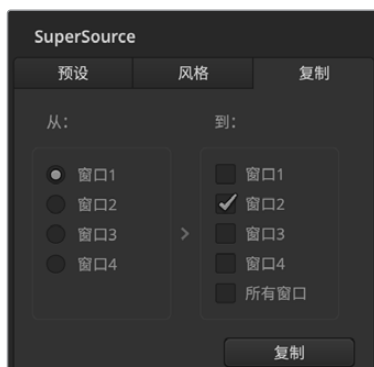 SuperSource
预设 风格 复制
从: 到:
窗口1 窗口1
窗口2 窗口2
窗口3 > 窗口3
窗口4 窗口4
所有窗口
复制